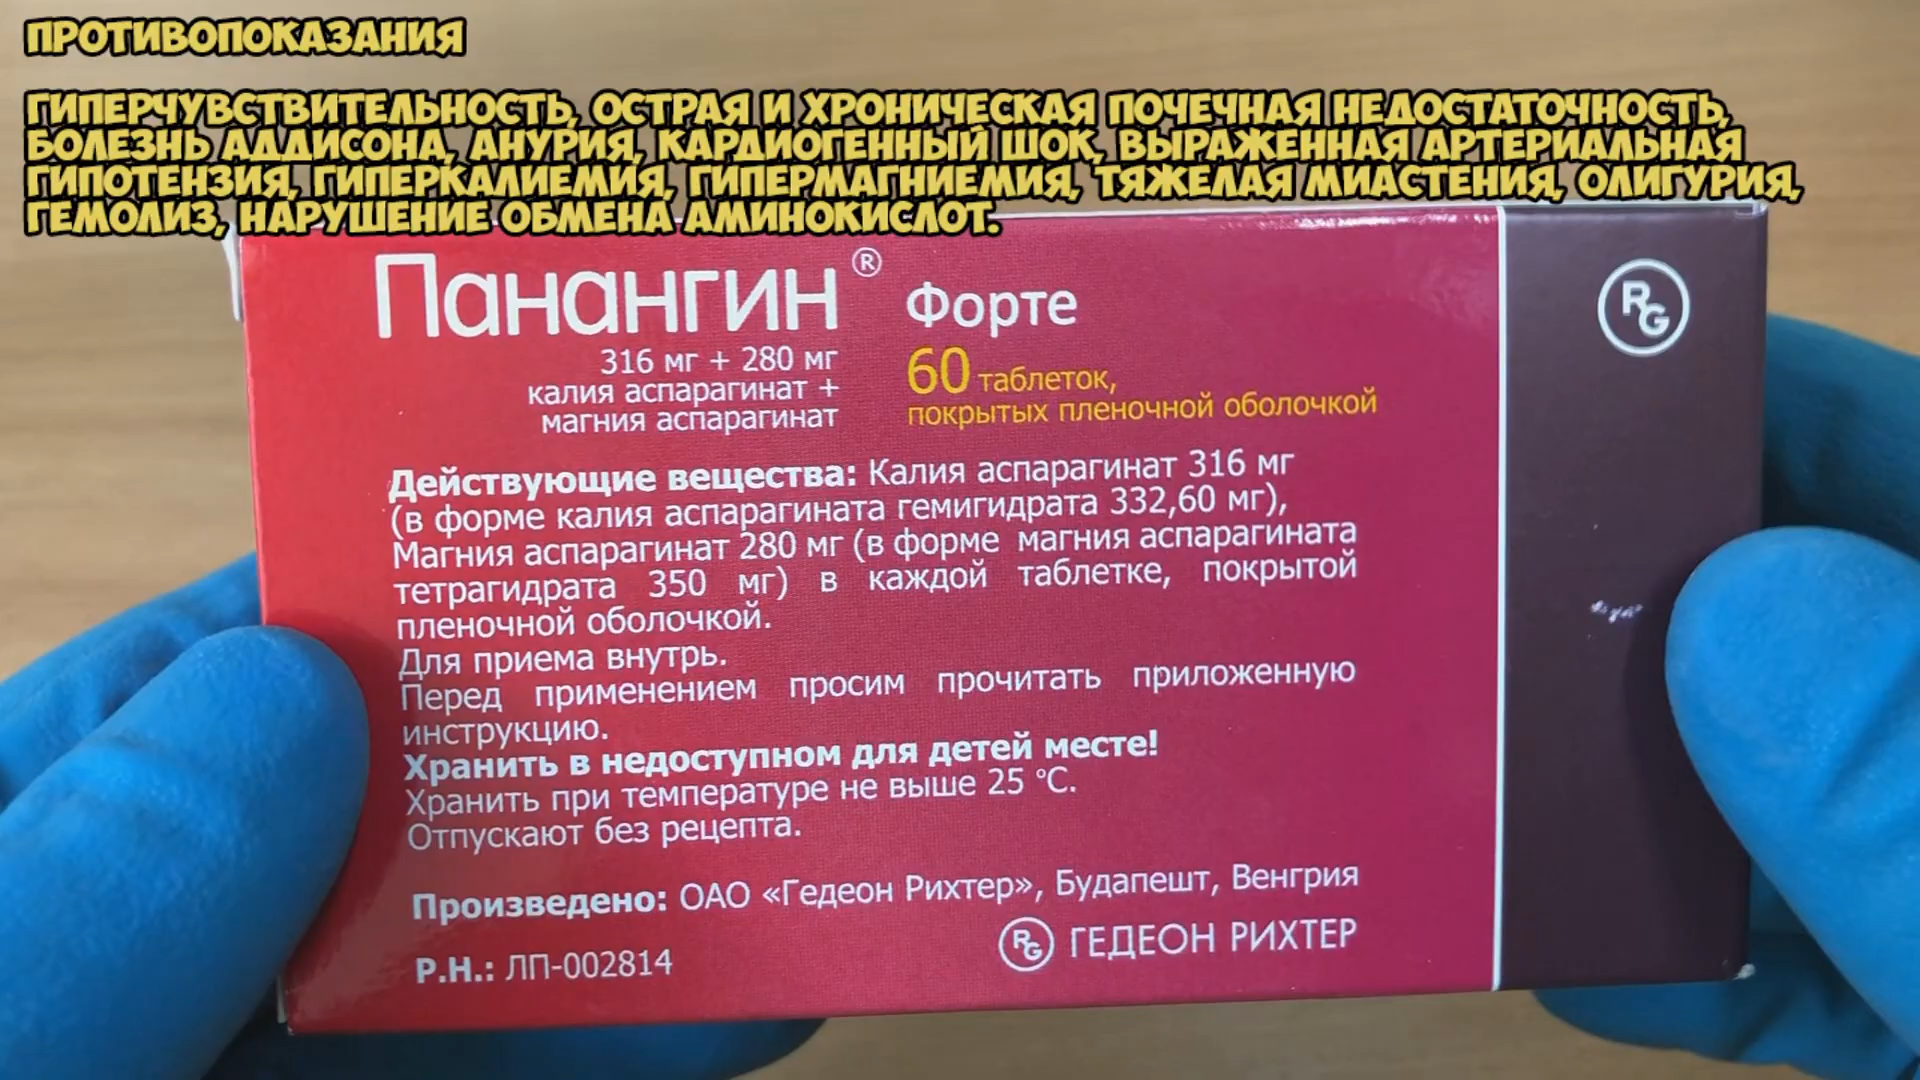 ПРОТИВОПОКАЗАНИЯ
ГИПЕРЧУВСТВИТЕЛЬНОСТЬ, ОСТРАЯ И ХРОНИЧЕСКАЯ ПОЧЕЧНАЯ НЕДОСТАТОЧНОСТЬ,
БОЛЕЗНЬ АДДИСОНА, АНУРИЯ, КАРДИОГЕННЫЙ ШОК, ВЫРАЖЕННАЯ АРТЕРИАЛЬНАЯ
ГИПОТЕНЗИЯ, ГИПЕРКАЛИЕМИЯ, ГИПЕРМАГНИЕМИЯ, ТЯЖЕЛАЯ МИАСТЕНИЯ, ОЛИГУРИЯ,
ГЕМОЛИЗ, НАРУШЕНИЕ ОБМЕНА АМИНОКИСЛОТ.
Панангин® Форте
316 мг + 280 мг
калия аспарагинат +
магния аспарагинат
60 таблеток,
покрытых пленочной оболочкой
RG
Действующие вещества: Калия аспарагинат 316 мг
(в форме калия аспарагината гемигидрата 332,60 мг),
Магния аспарагинат 280 мг (в форме магния аспарагината
тетрагидрата 350 мг) в каждой таблетке, покрытой
пленочной оболочкой.
Для приема внутрь.
Перед применением просим прочитать приложенную
инструкцию.
Хранить в недоступном для детей месте!
Хранить при температуре не выше 25 °C.
Отпускают без рецепта.
Произведено: ОАО «Гедеон Рихтер», Будапешт, Венгрия
RG ГЕДЕОН РИХТЕР
Р.Н.: ЛП-002814